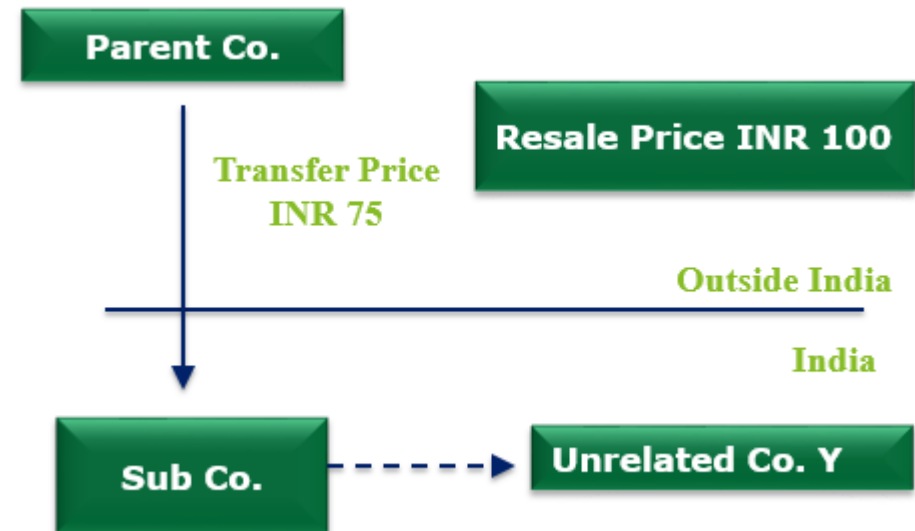 Parent Co.
Resale Price INR 100
Transfer Price
INR 75
Outside India
India
Sub Co.
Unrelated Co. Y